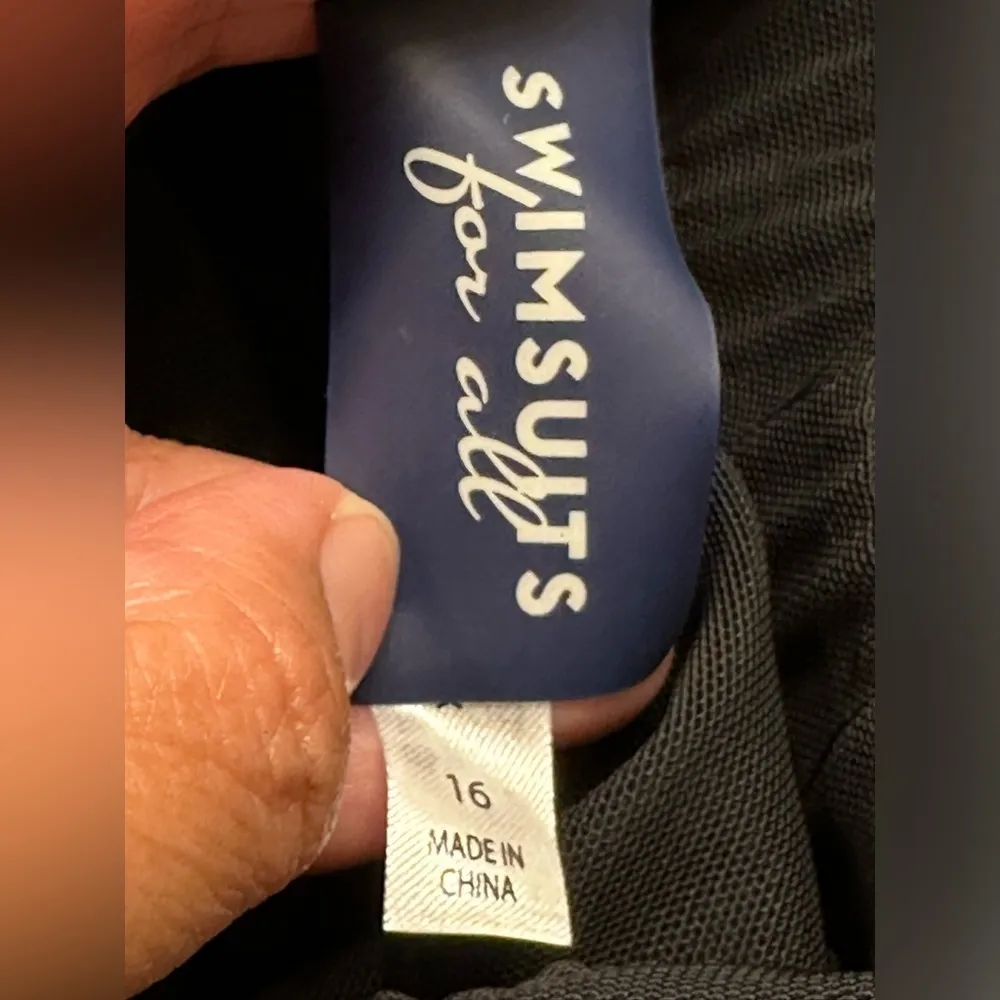 SWIMSUITS
for all
16
MADE IN
CHINA